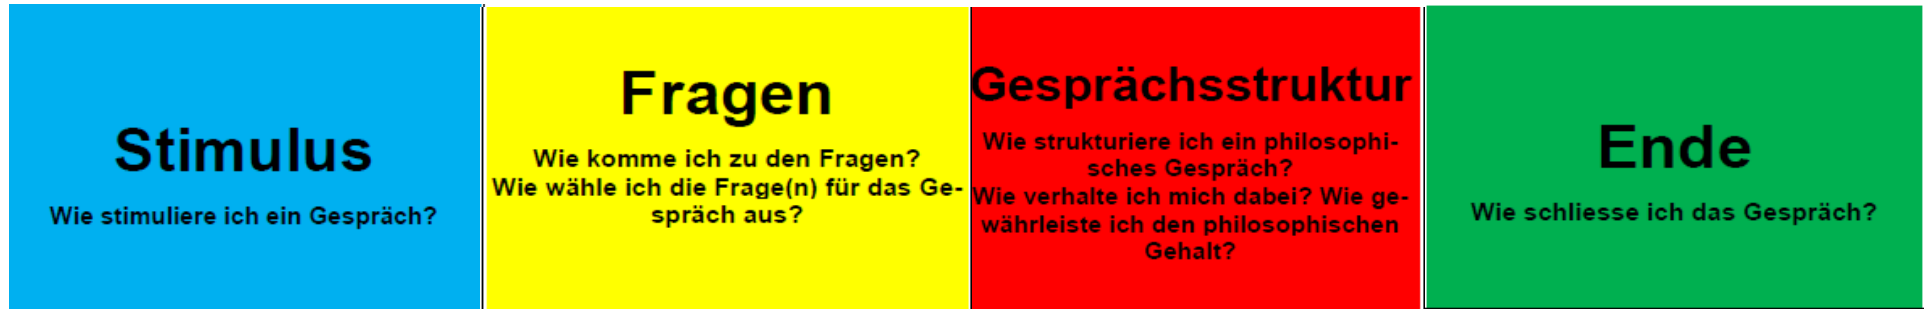 Stimulus
Wie stimuliere ich ein Gespräch?
Fragen
Wie komme ich zu den Fragen?
Wie wähle ich die Frage(n) für das Ge-
spräch aus?
Gesprächsstruktur
Wie strukturiere ich ein philosophi-
sches Gespräch?
Wie verhalte ich mich dabei? Wie ge-
währleiste ich den philosophischen
Gehalt?
Ende
Wie schliesse ich das Gespräch?